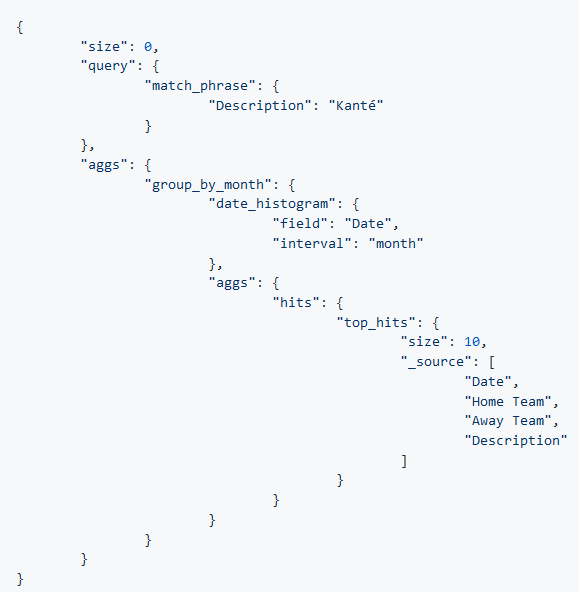 {
"size": 0,
"query": {
"match_phrase": {
"Description": "Kanté"
}
},
"aggs": {
"group_by_month": {
"date_histogram": {
"field": "Date",
"interval": "month"
},
"aggs": {
"hits": {
"top_hits": {
"size": 10,
"_source": [
"Date",
"Home Team",
"Away Team",
"Description"
]
}
}
}
}
}
}